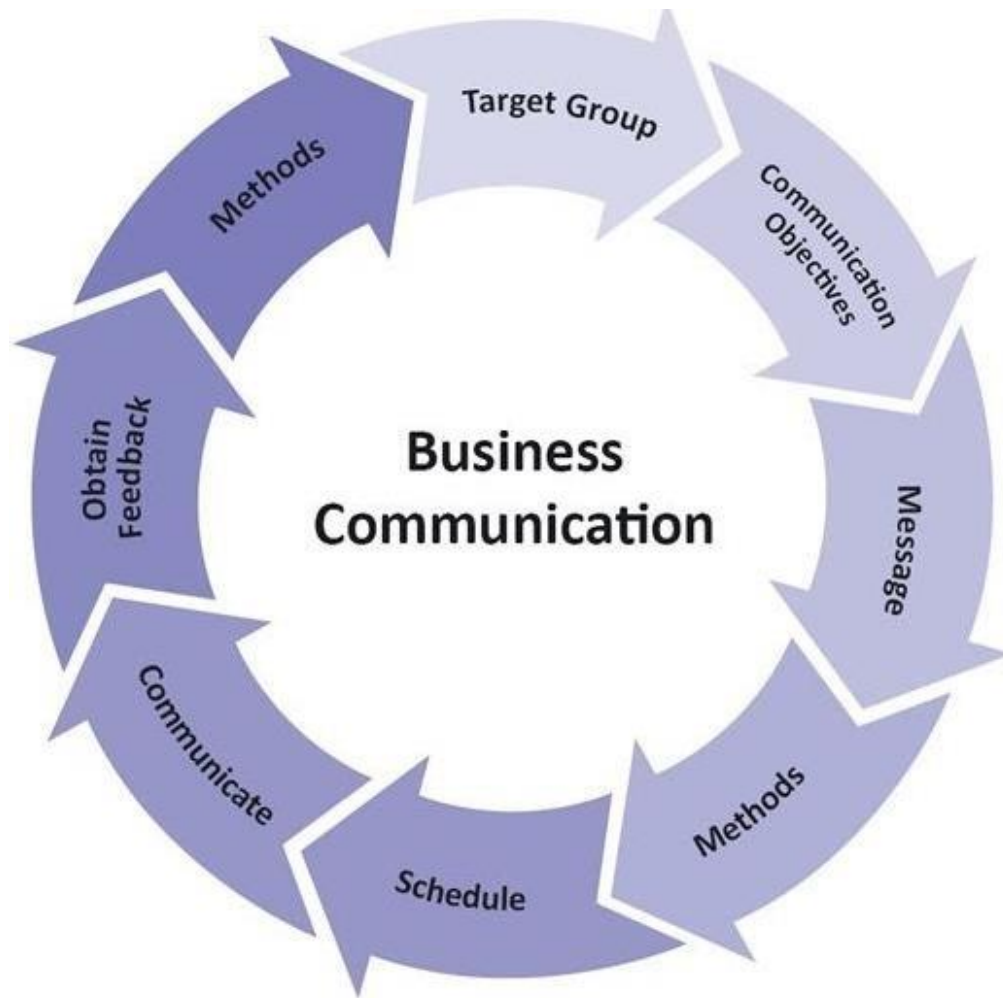 Target Group
Communication
Objectives
Message
Methods
Schedule
Communicate
Obtain
Feedback
Methods
Business
Communication